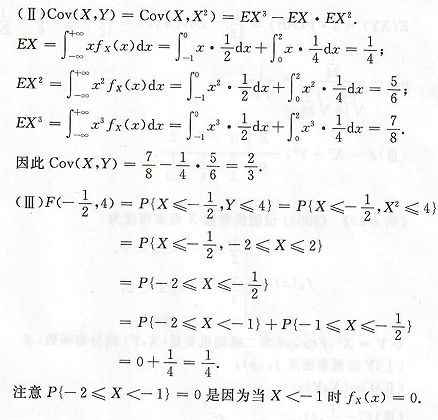 (Ⅱ)Cov(X,Y) = Cov(X,X²) = EX³ − EX · EX².
EX = ∫_{−∞}^{+∞} xf_X(x)dx = ∫_{−1}^{0} x · 1/2 dx + ∫_{0}^{2} x · 1/4 dx = 1/4;
EX² = ∫_{−∞}^{+∞} x² f_X(x)dx = ∫_{−1}^{0} x² · 1/2 dx + ∫_{0}^{2} x² · 1/4 dx = 5/6;
EX³ = ∫_{−∞}^{+∞} x³ f_X(x)dx = ∫_{−1}^{0} x³ · 1/2 dx + ∫_{0}^{2} x³ · 1/4 dx = 7/8.
因此 Cov(X,Y) = 7/8 − 1/4 · 5/6 = 2/3.
(Ⅲ)F(−1/2,4) = P{X ≤ −1/2,Y ≤ 4} = P{X ≤ −1/2,X² ≤ 4}
= P{X ≤ −1/2, −2 ≤ X ≤ 2}
= P{−2 ≤ X ≤ −1/2}
= P{−2 ≤ X < −1} + P{−1 ≤ X ≤ −1/2}
= 0 + 1/4 = 1/4.
注意 P{−2 ≤ X < −1} = 0 是因为当 X < −1 时 f_X(x) = 0.